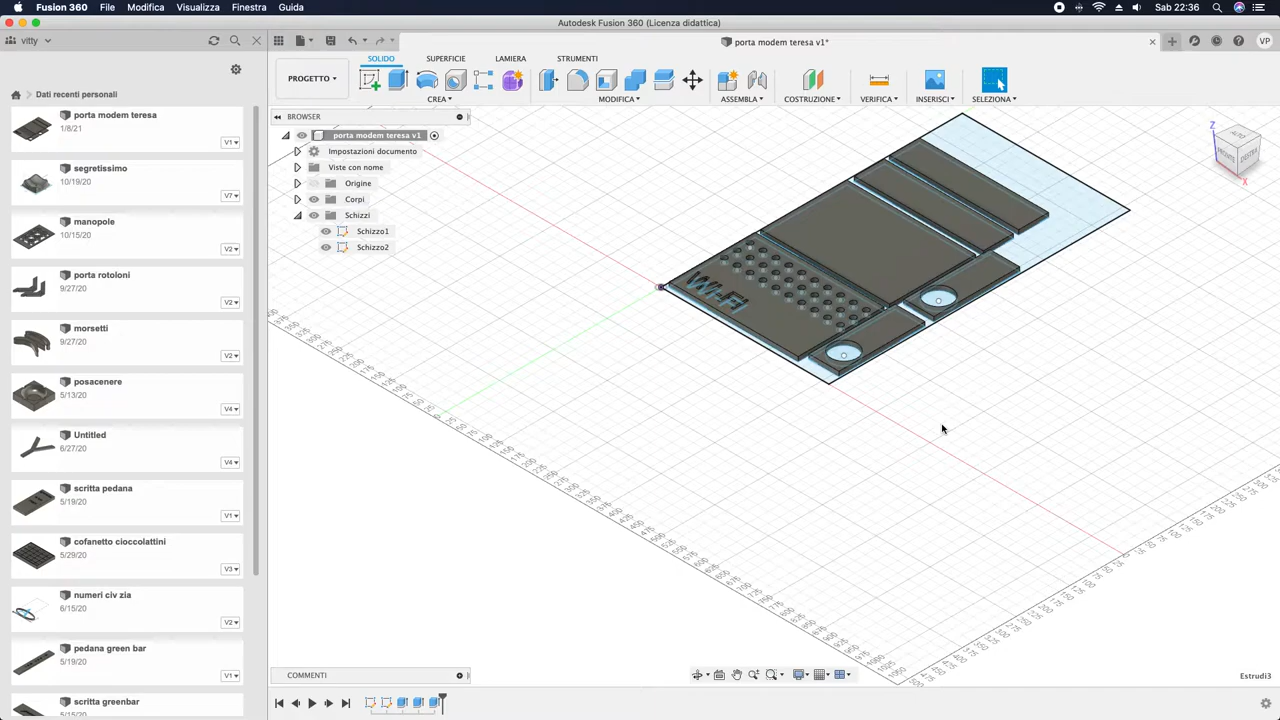 Fusion 360 File Modifica Visualizza Finestra Guida Sab 22:36
Autodesk Fusion 360 (Licenza didattica)
vitty
porta modem teresa v1*
VP
SOLIDO SUPERFICIE LAMIERA STRUMENTI
PROGETTO
CREA MODIFICA ASSEMBLA COSTRUZIONE VERIFICA INSERISCI SELEZIONA
Dati recenti personali
porta modem teresa
1/8/21
V1
segretissimo
10/19/20
V7
manopole
10/15/20
V2
porta rotoloni
9/27/20
V2
morsetti
9/27/20
V2
posacenere
5/13/20
V4
Untitled
6/27/20
V4
scritta pedana
5/19/20
V1
cofanetto cioccolattini
5/29/20
V3
numeri civ zia
6/15/20
V2
pedana green bar
5/19/20
V1
scritta greenbar
5/15/20
BROWSER
porta modem teresa v1
Impostazioni documento
Viste con nome
Origine
Corpi
Schizzi
Schizzo1
Schizzo2
Wi-Fi
Z
X
COMMENTI
Estrudi3